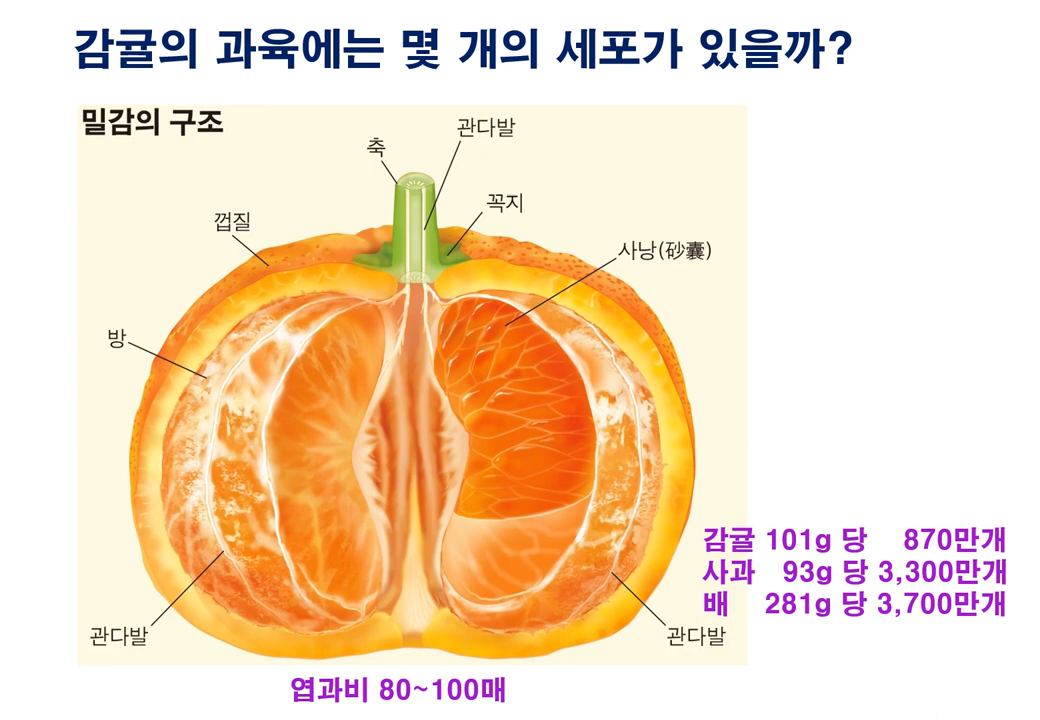 감귤의 과육에는 몇 개의 세포가 있을까?
밀감의 구조
관다발
축
꼭지
껍질
사낭(砂囊)
방
감귤 101g 당 870만개
사과 93g 당 3,300만개
배 281g 당 3,700만개
관다발
관다발
엽과비 80~100매